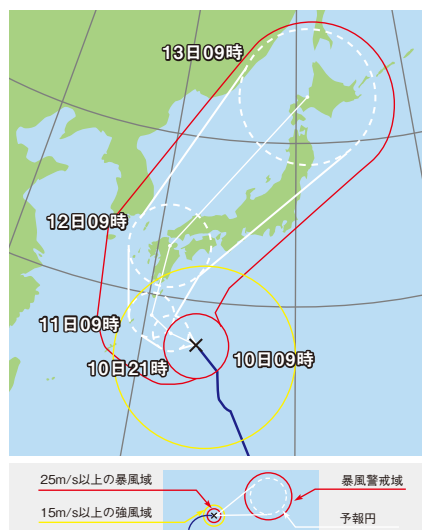 13日09時
12日09時
11日09時
10日21時
10日09時
25m/s以上の暴風域
暴風警戒域
15m/s以上の強風域
予報円